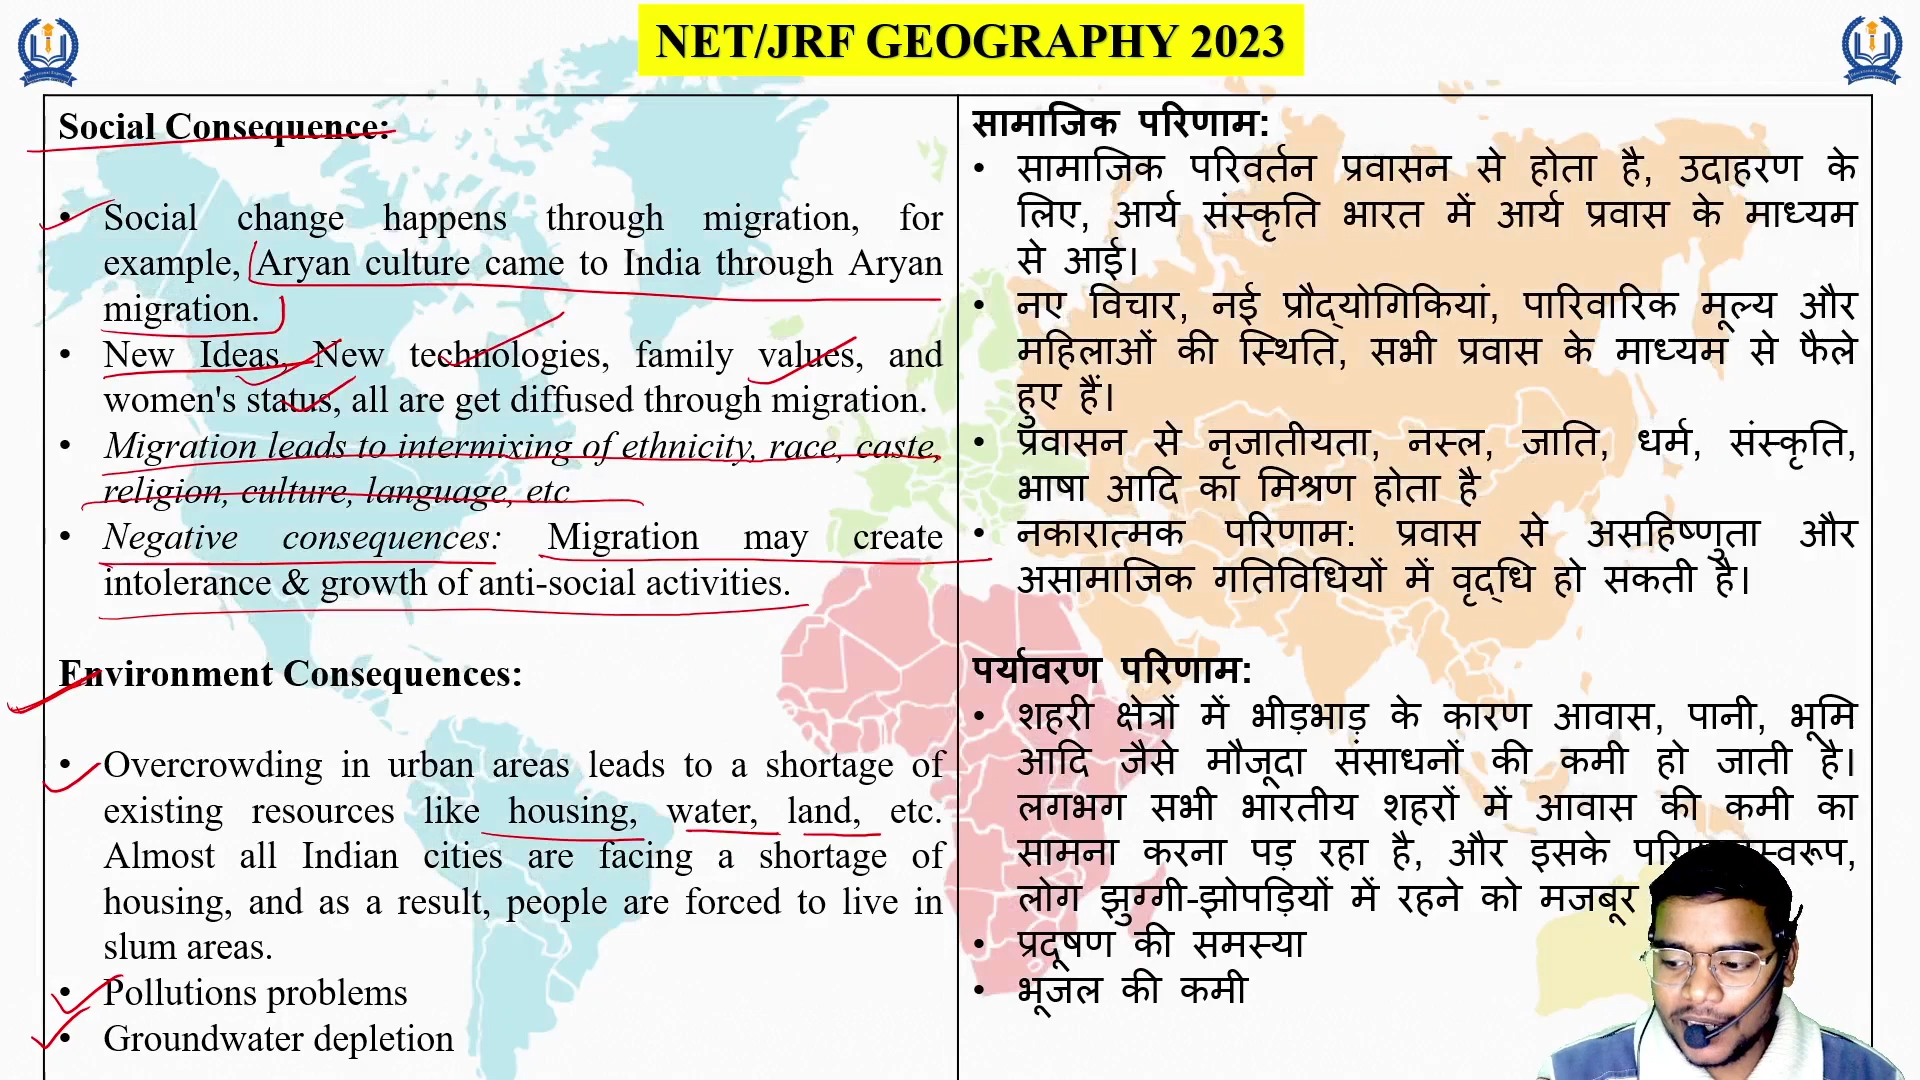 NET/JRF GEOGRAPHY 2023
Social Consequence:
• Social change happens through migration, for
example, Aryan culture came to India through Aryan
migration.
• New Ideas, New technologies, family values, and
women's status, all are get diffused through migration.
• Migration leads to intermixing of ethnicity, race, caste,
religion, culture, language, etc
• Negative consequences: Migration may create
intolerance & growth of anti-social activities.
Environment Consequences:
• Overcrowding in urban areas leads to a shortage of
existing resources like housing, water, land, etc.
Almost all Indian cities are facing a shortage of
housing, and as a result, people are forced to live in
slum areas.
• Pollutions problems
• Groundwater depletion
सामाजिक परिणाम:
• सामाजिक परिवर्तन प्रवासन से होता है, उदाहरण के
लिए, आर्य संस्कृति भारत में आर्य प्रवास के माध्यम
से आई।
• नए विचार, नई प्रौद्योगिकियां, पारिवारिक मूल्य और
महिलाओं की स्थिति, सभी प्रवास के माध्यम से फैले
हुए हैं।
• प्रवासन से नृजातीयता, नस्ल, जाति, धर्म, संस्कृति,
भाषा आदि का मिश्रण होता है
• नकारात्मक परिणाम: प्रवास से असहिष्णुता और
असामाजिक गतिविधियों में वृद्धि हो सकती है।
पर्यावरण परिणाम:
• शहरी क्षेत्रों में भीड़भाड़ के कारण आवास, पानी, भूमि
आदि जैसे मौजूदा संसाधनों की कमी हो जाती है।
लगभग सभी भारतीय शहरों में आवास की कमी का
सामना करना पड़ रहा है, और इसके
लोग झुग्गी-झोपड़ियों में रहने को मजबूर
• प्रदूषण की समस्या
• भूजल की कमी